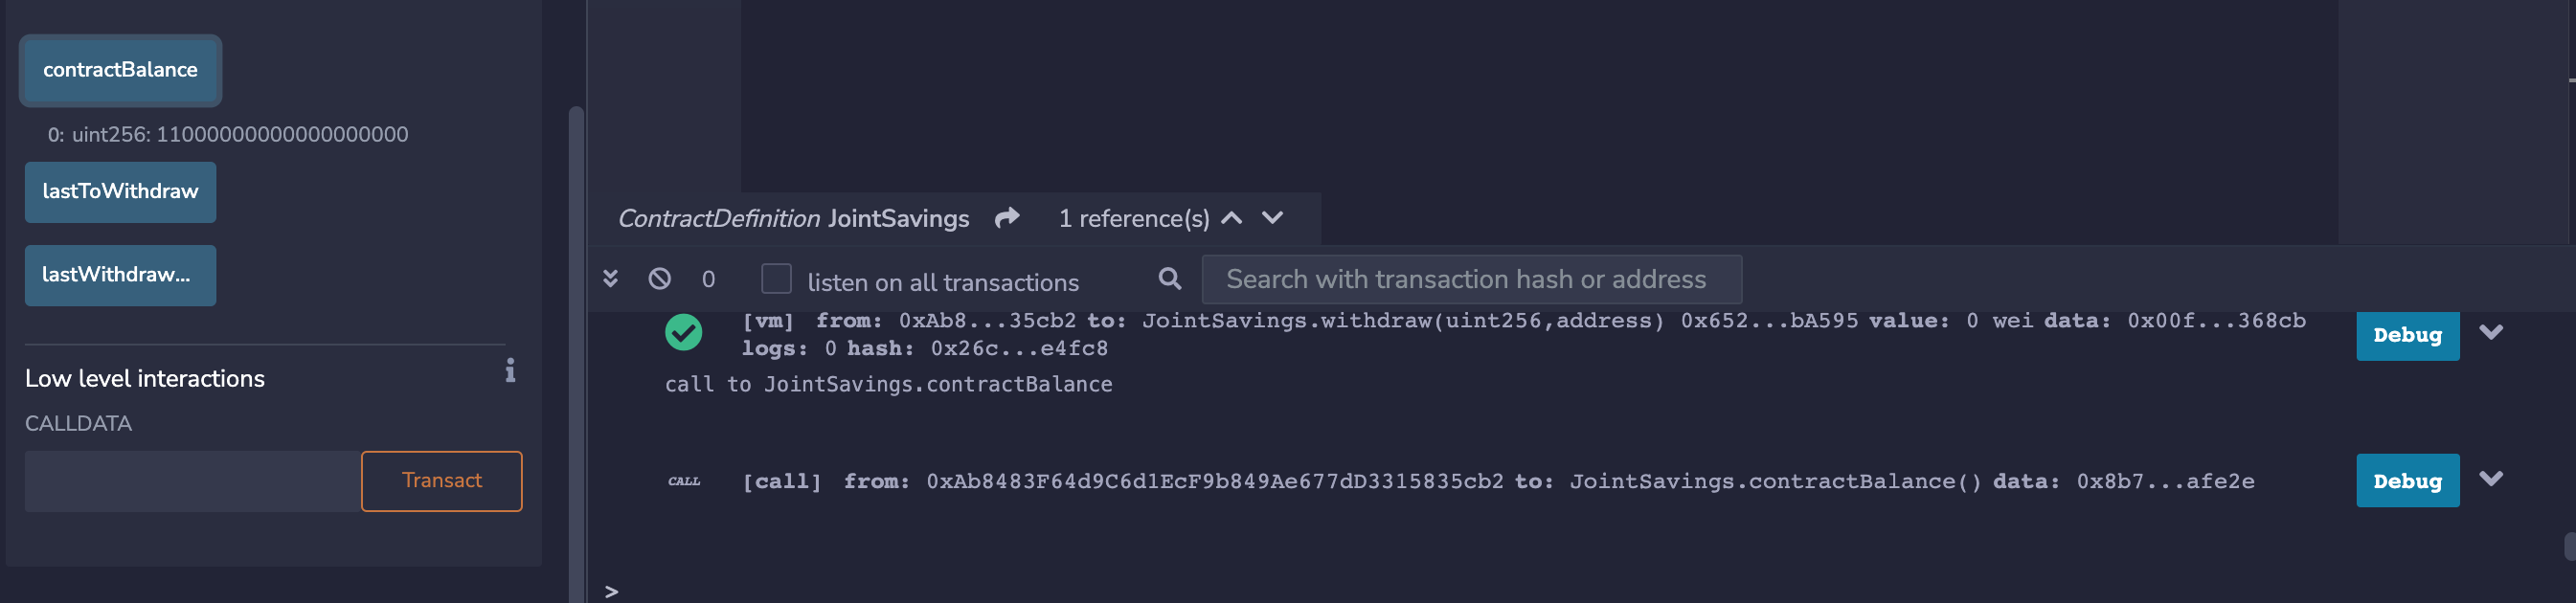 contractBalance
0: uint256: 11000000000000000000
lastToWithdraw
lastWithdraw...
Low level interactions
i
CALLDATA
Transact
ContractDefinition JointSavings 1 reference(s)
0 listen on all transactions Search with transaction hash or address
[vm] from: 0xAb8...35cb2 to: JointSavings.withdraw(uint256,address) 0x652...bA595 value: 0 wei data: 0x00f...368cb
logs: 0 hash: 0x26c...e4fc8
Debug
call to JointSavings.contractBalance
CALL [call] from: 0xAb8483F64d9C6d1EcF9b849Ae677dD3315835cb2 to: JointSavings.contractBalance() data: 0x8b7...afe2e
Debug
>